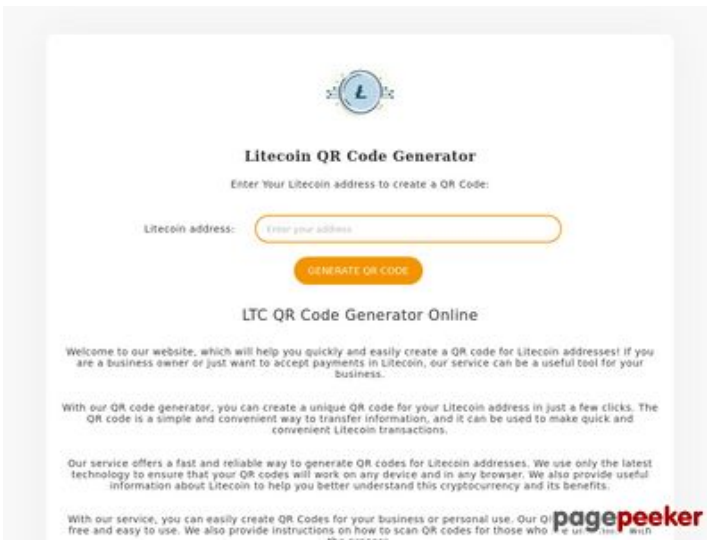 Ł
Litecoin QR Code Generator
Enter Your Litecoin address to create a QR Code:
Litecoin address:
Enter your address
GENERATE QR CODE
LTC QR Code Generator Online
Welcome to our website, which will help you quickly and easily create a QR code for Litecoin addresses! If you
are a business owner or just want to accept payments in Litecoin, our service can be a useful tool for your
business.
With our QR code generator, you can create a unique QR code for your Litecoin address in just a few clicks. The
QR code is a simple and convenient way to transfer information, and it can be used to make quick and
convenient Litecoin transactions.
Our service offers a fast and reliable way to generate QR codes for Litecoin addresses. We use only the latest
technology to ensure that your QR codes will work on any device and in any browser. We also provide useful
information about Litecoin to help you better understand this cryptocurrency and its benefits.
With our service, you can easily create QR Codes for your business or personal use. Our
free and easy to use. We also provide instructions on how to scan QR codes for those who with
pagepeeker
the process.